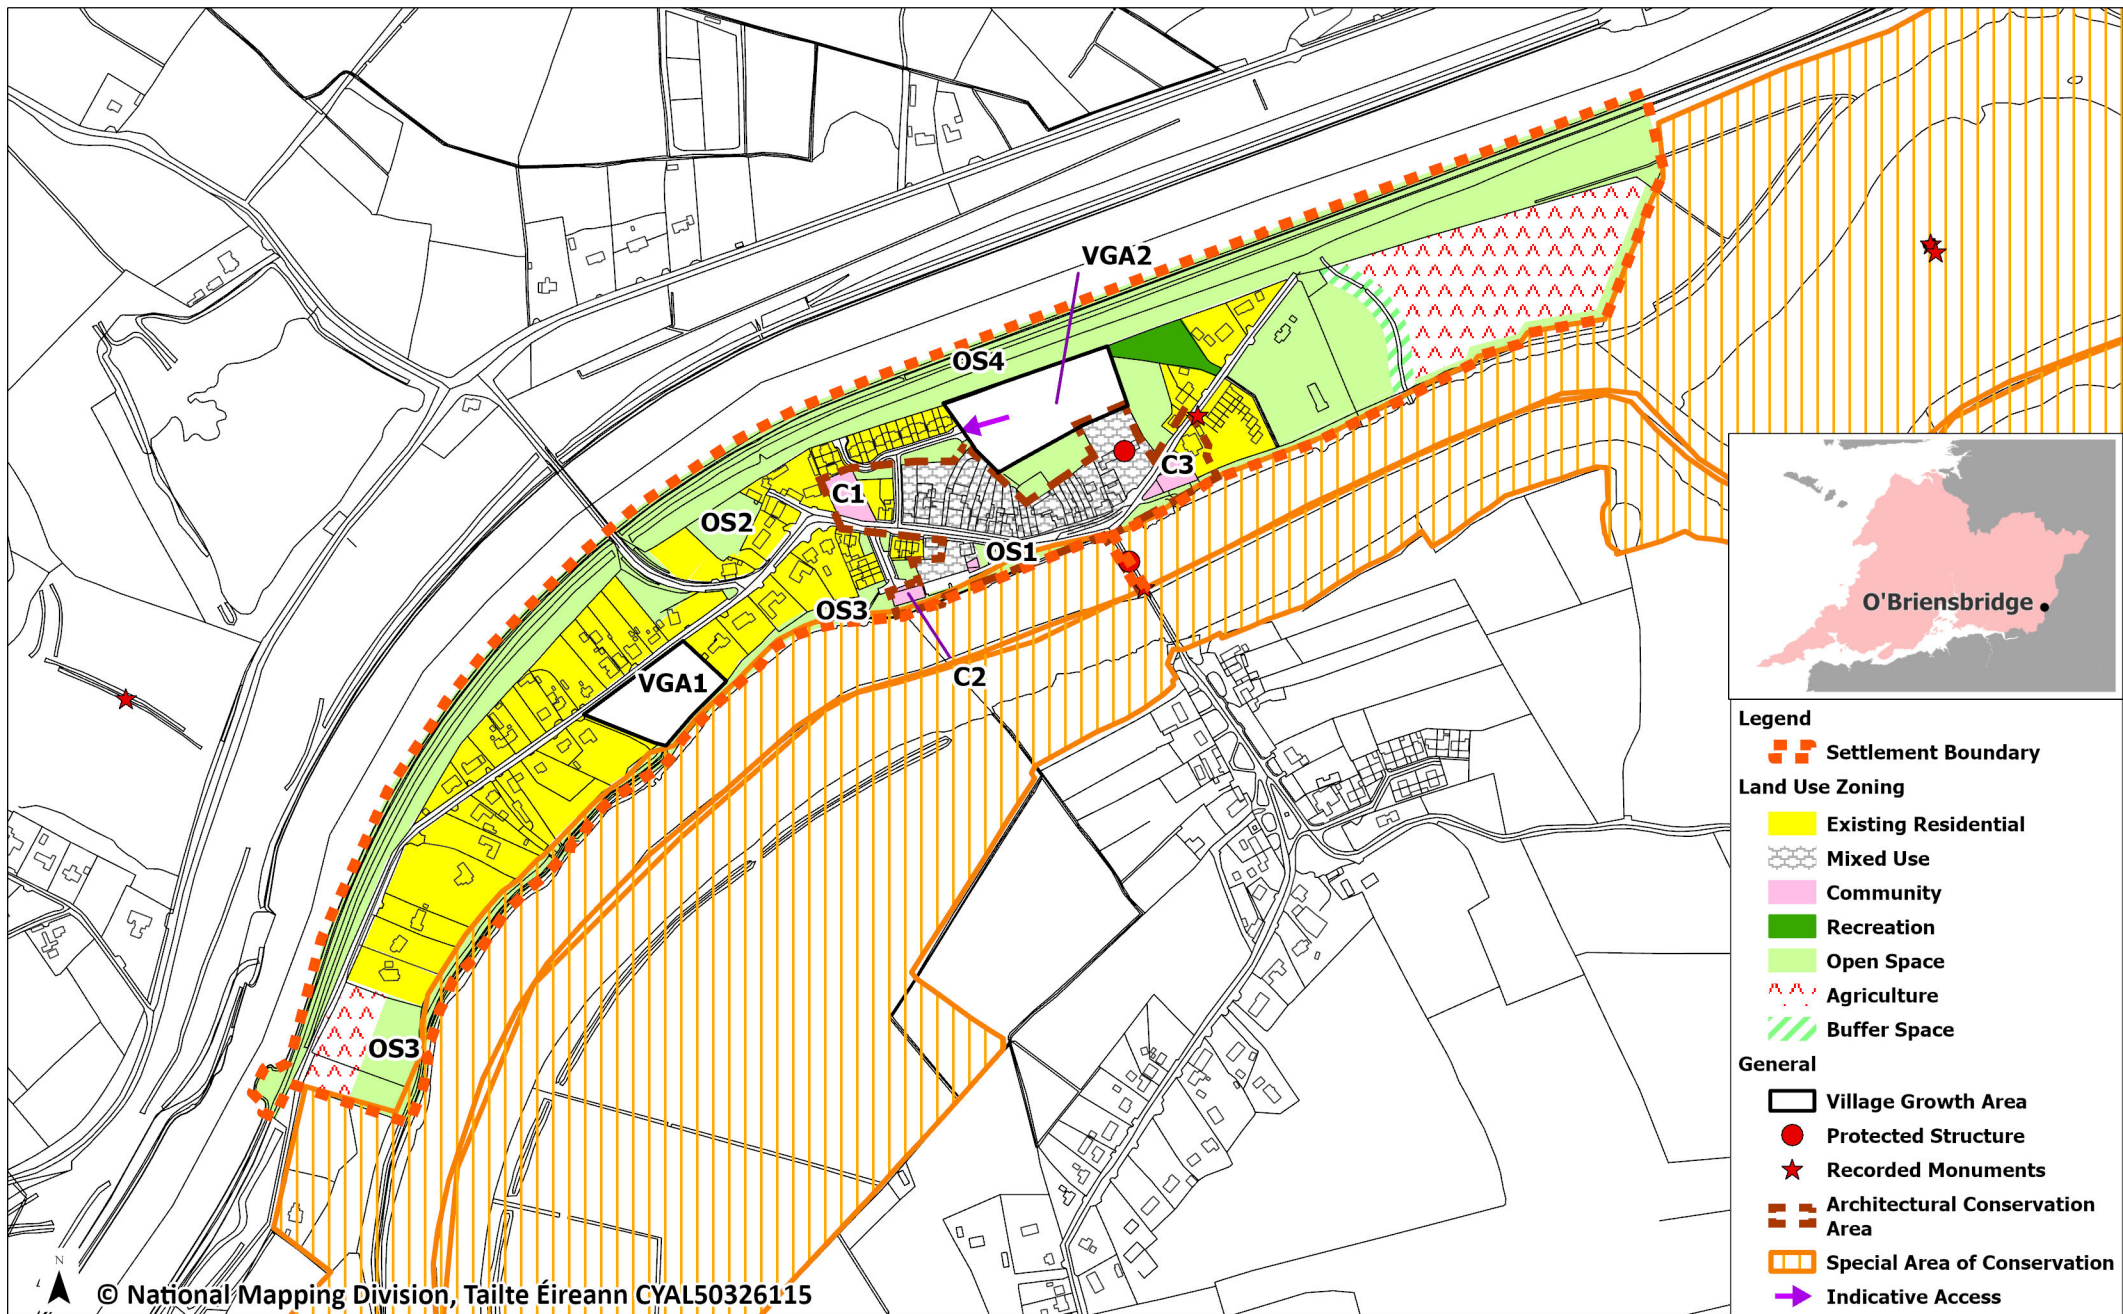 VGA2
OS4
C3
C1
OS2
OS1
OS3
C2
VGA1
OS3
O'Briensbridge
Legend
Settlement Boundary
Land Use Zoning
Existing Residential
Mixed Use
Community
Recreation
Open Space
Agriculture
Buffer Space
General
Village Growth Area
Protected Structure
Recorded Monuments
Architectural Conservation
Area
Special Area of Conservation
Indicative Access
N
© National Mapping Division, Tailte Éireann CYAL50326115